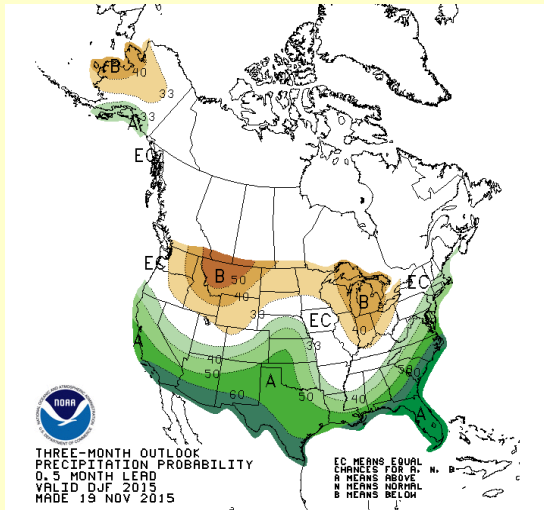 B
40
33
A
33
EC
EC
B
50
40
33
B
40
EC
EC
33
A
40
50
60
A
50
40
50
60
A
NOAA
THREE-MONTH OUTLOOK
PRECIPITATION PROBABILITY
0.5 MONTH LEAD
VALID DJF 2015
MADE 19 NOV 2015
EC MEANS EQUAL
CHANCES FOR A, N, B
A MEANS ABOVE
N MEANS NORMAL
B MEANS BELOW